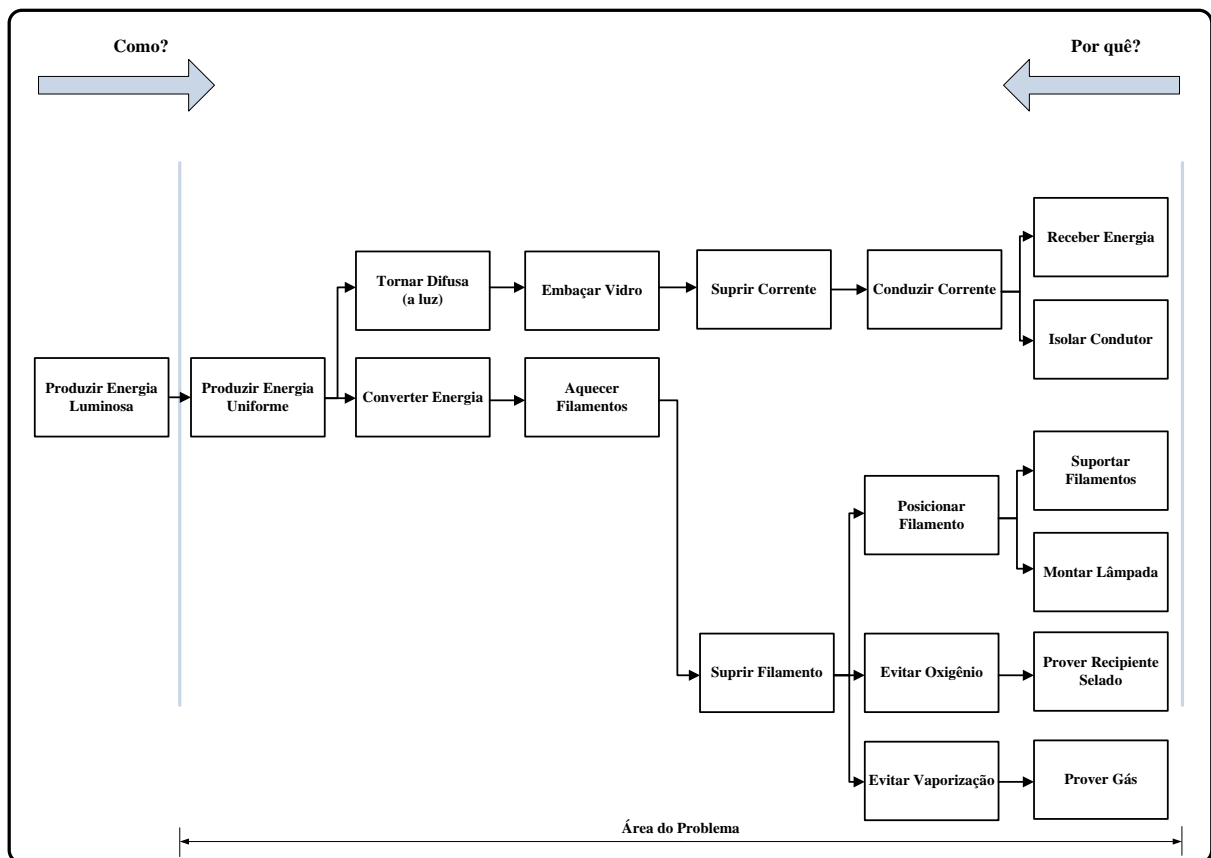 Como?
Por quê?
Receber Energia
Tornar Difusa
(a luz)
Embaçar Vidro
Suprir Corrente
Conduzir Corrente
Isolar Condutor
Produzir Energia
Luminosa
Produzir Energia
Uniforme
Converter Energia
Aquecer
Filamentos
Suportar
Filamentos
Posicionar
Filamento
Montar Lâmpada
Suprir Filamento
Evitar Oxigênio
Prover Recipiente
Selado
Evitar Vaporização
Prover Gás
Área do Problema